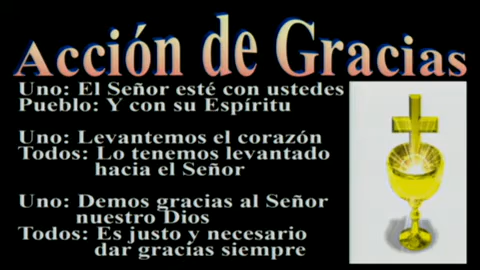 Acción de Gracias
Uno: El Señor esté con ustedes
Pueblo: Y con su Espíritu
Uno: Levantemos el corazón
Todos: Lo tenemos levantado
hacia el Señor
Uno: Demos gracias al Señor
nuestro Dios
Todos: Es justo y necesario
dar gracias siempre